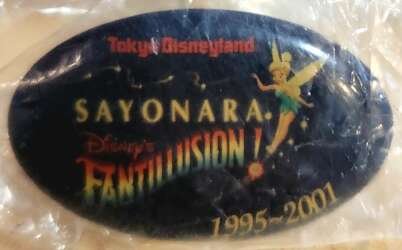 Tokyo Disneyland
SAYONARA
Disney's
FANTILLUSION!
1995~2001